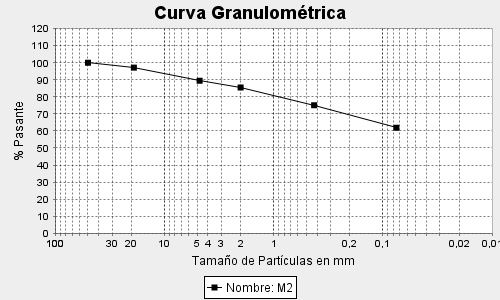 Curva Granulométrica
% Pasante
120
110
100
90
80
70
60
50
40
30
20
10
0
100 30 20 10 5 4 3 2 1 0,2 0,1 0,02 0,01
Tamaño de Partículas en mm
Nombre: M2